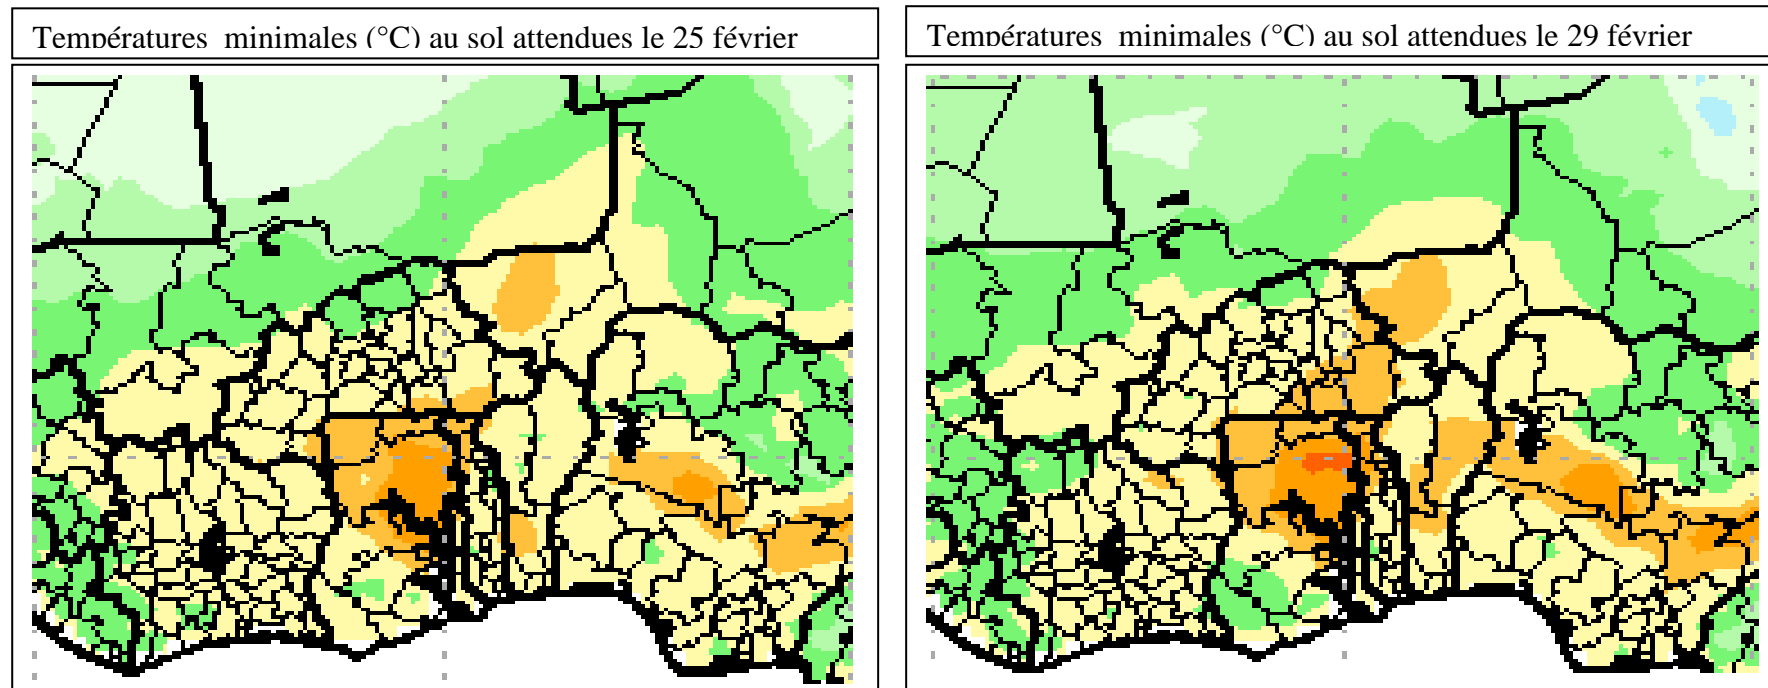 Températures minimales (°C) au sol attendues le 25 février
Températures minimales (°C) au sol attendues le 29 février